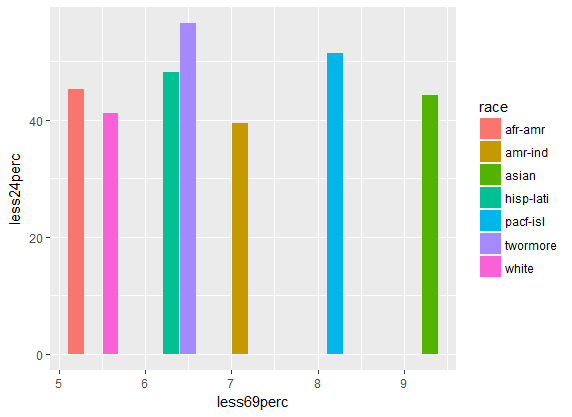 less24perc
40
20
0
5 6 7 8 9
less69perc
race
afr-amr
amr-ind
asian
hisp-lati
pacf-isl
twormore
white